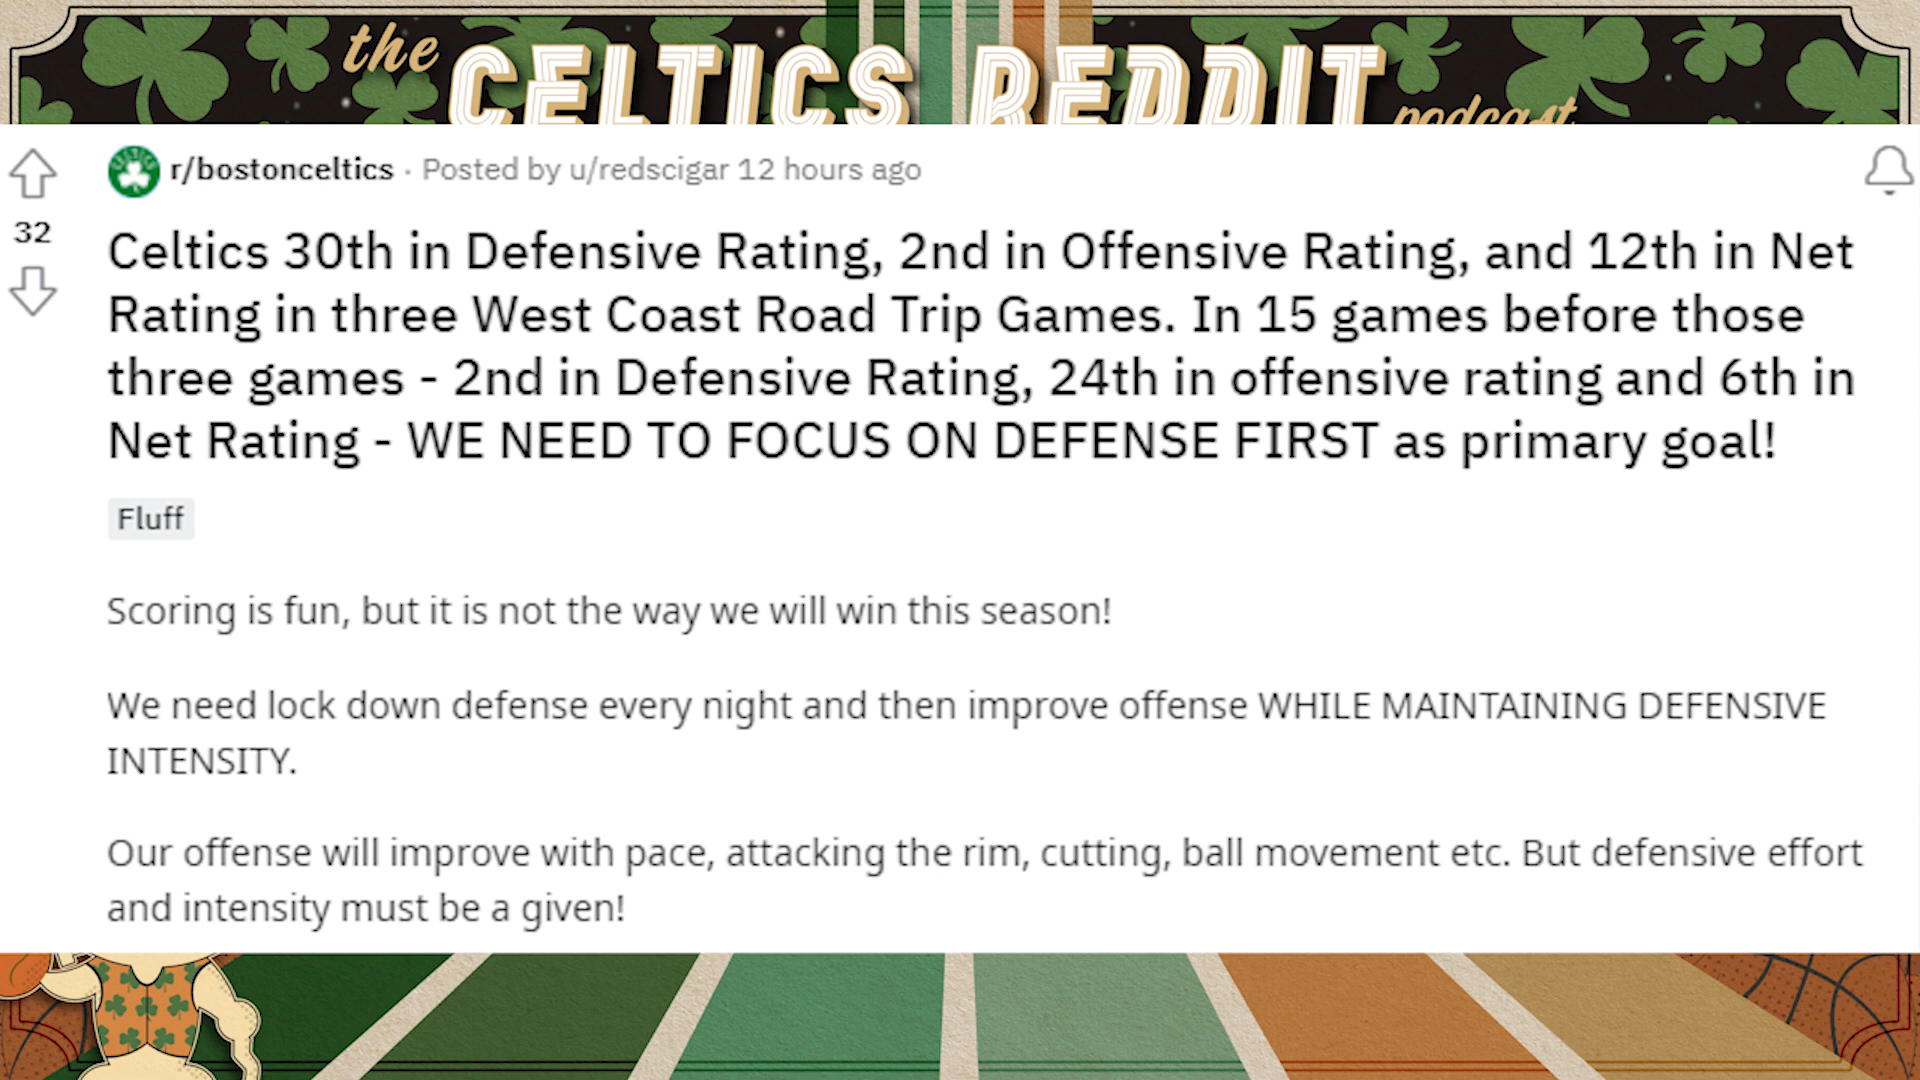 the
CELTICS REDDIT podcast
r/bostonceltics · Posted by u/redscigar 12 hours ago
32
Celtics 30th in Defensive Rating, 2nd in Offensive Rating, and 12th in Net
Rating in three West Coast Road Trip Games. In 15 games before those
three games - 2nd in Defensive Rating, 24th in offensive rating and 6th in
Net Rating - WE NEED TO FOCUS ON DEFENSE FIRST as primary goal!
Fluff
Scoring is fun, but it is not the way we will win this season!
We need lock down defense every night and then improve offense WHILE MAINTAINING DEFENSIVE
INTENSITY.
Our offense will improve with pace, attacking the rim, cutting, ball movement etc. But defensive effort
and intensity must be a given!